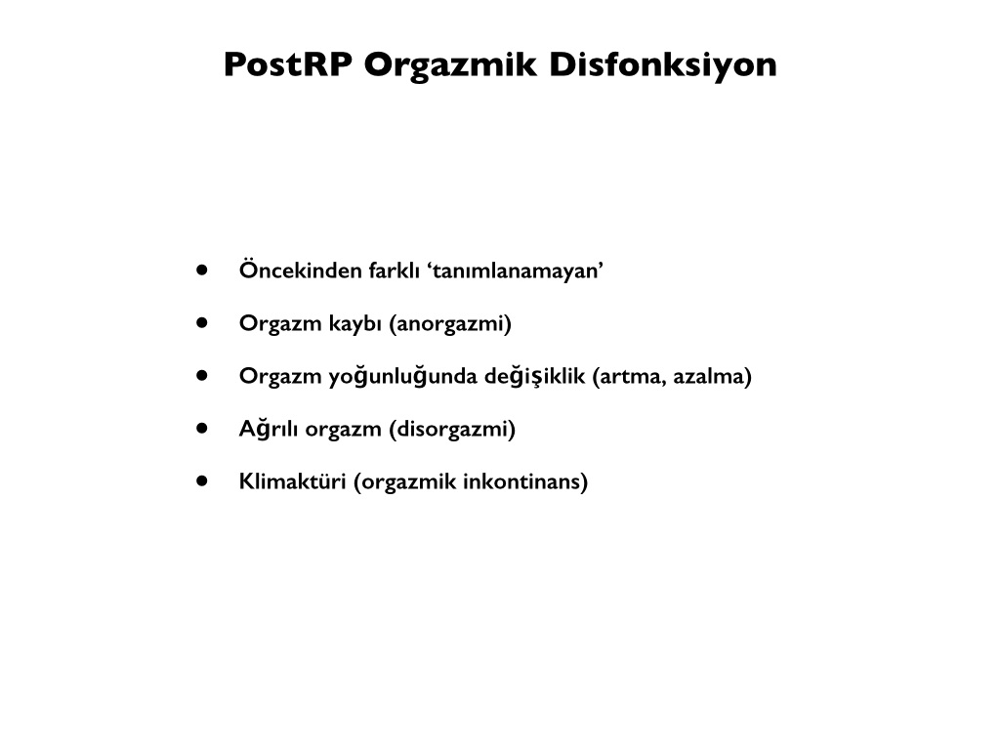 PostRP Orgazmik Disfonksiyon
• Öncekinden farklı ‘tanımlanamayan’
• Orgazm kaybı (anorgazmi)
• Orgazm yoğunluğunda değişiklik (artma, azalma)
• Ağrılı orgazm (disorgazmi)
• Klimaktüri (orgazmik inkontinans)